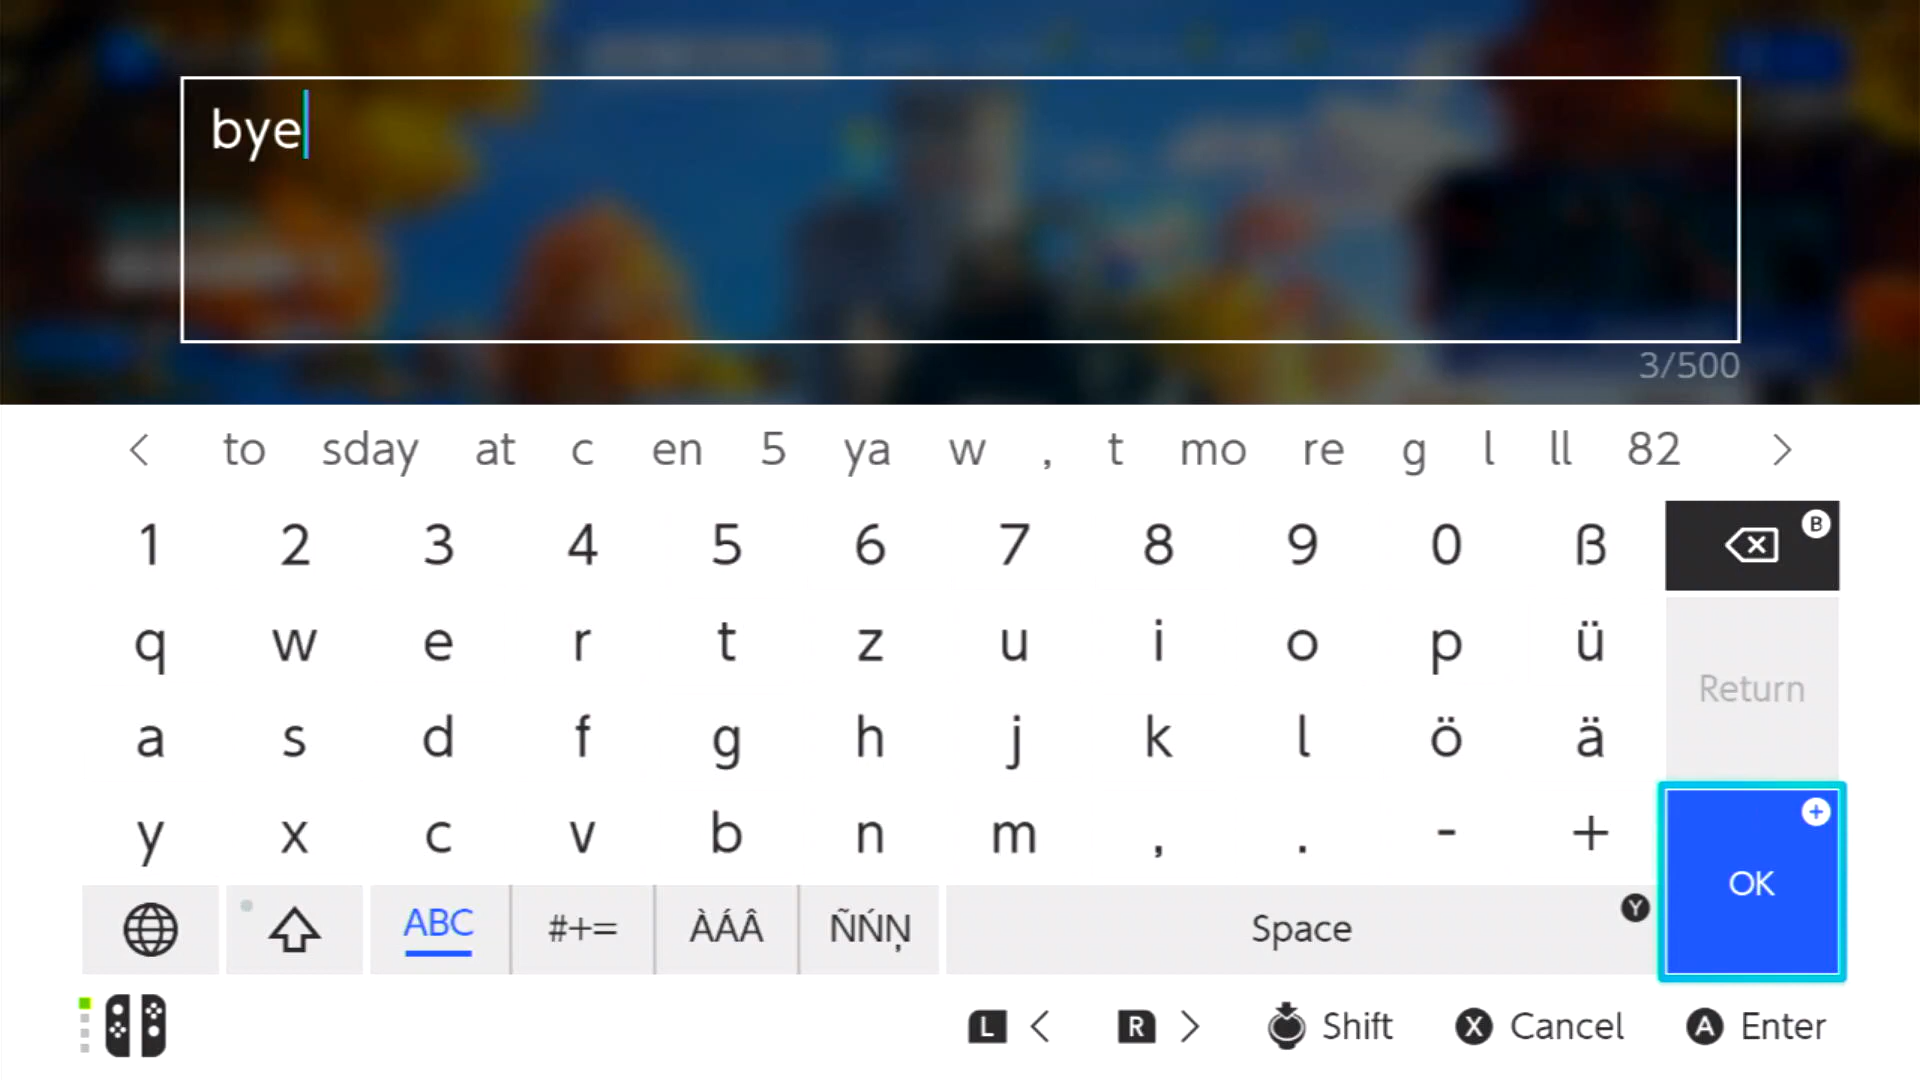 bye
3/500
< to sday at c en 5 ya w , t mo re g l ll 82 >
1 2 3 4 5 6 7 8 9 0 ß B
q w e r t z u i o p ü
Return
a s d f g h j k l ö ä
y x c v b n m , . - + +
OK
ABC #+= ÀÁÂ ÑŃŅ Space Y
L < R > Shift X Cancel A Enter